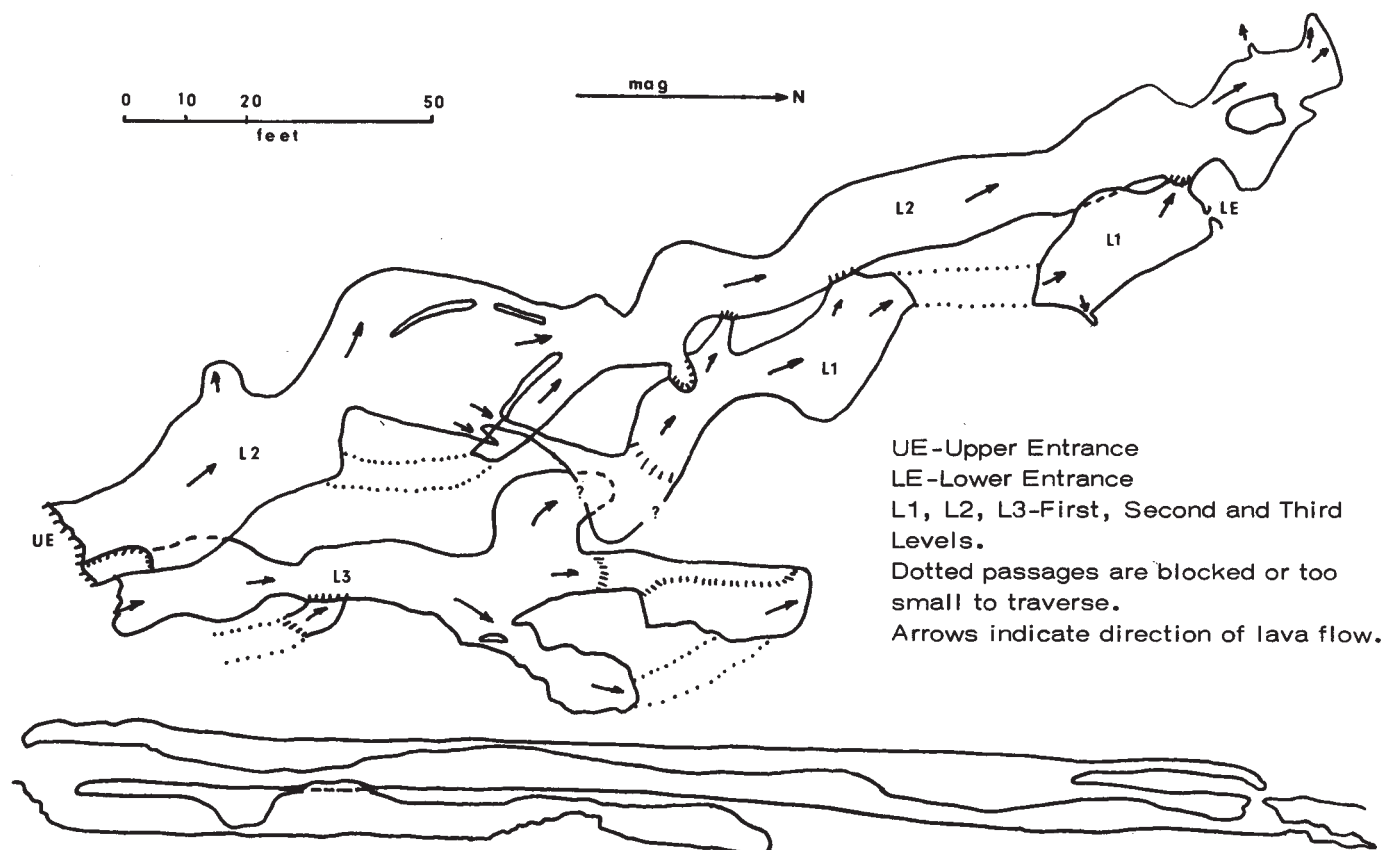 0 10 20 50
feet
mag
N
L2
LE
L1
L2
L1
UE
L3
?
?
UE-Upper Entrance
LE-Lower Entrance
L1, L2, L3-First, Second and Third
Levels.
Dotted passages are blocked or too
small to traverse.
Arrows indicate direction of lava flow.